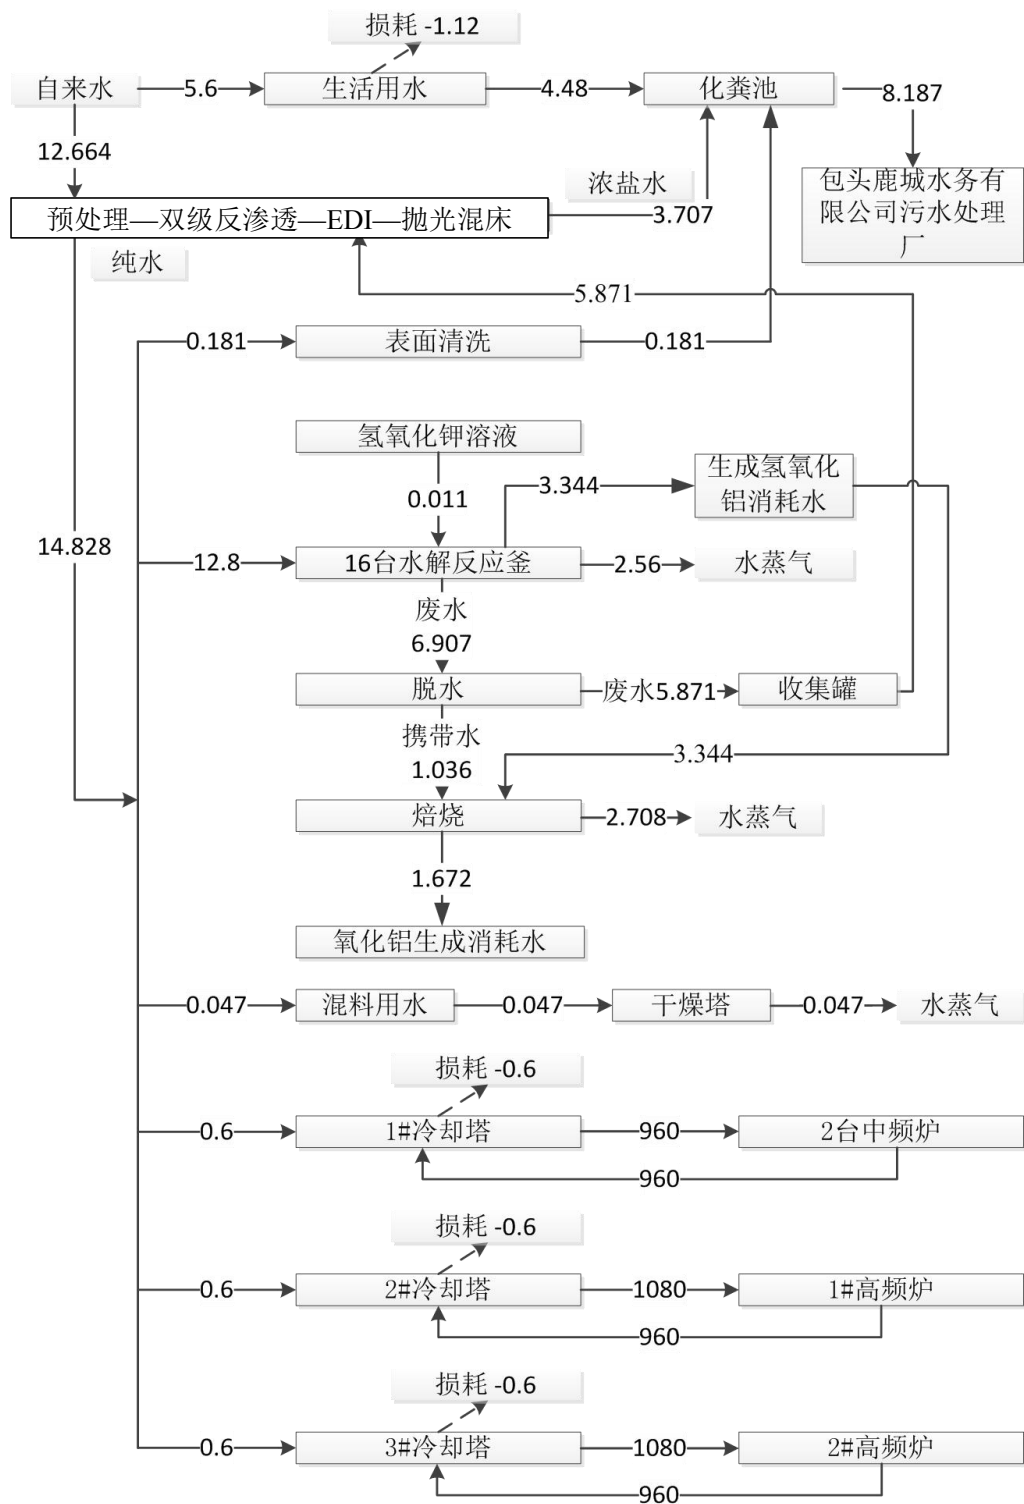 损耗 -1.12
自来水
5.6
生活用水
4.48
化粪池
8.187
12.664
浓盐水
3.707
包头鹿城水务有
限公司污水处理
厂
预处理—双级反渗透—EDI—抛光混床
纯水
5.871
0.181
表面清洗
0.181
氢氧化钾溶液
0.011
3.344
生成氢氧化
铝消耗水
14.828
12.8
16台水解反应釜
2.56
水蒸气
废水
6.907
脱水
废水5.871
收集罐
携带水
1.036
3.344
焙烧
2.708
水蒸气
1.672
氧化铝生成消耗水
0.047
混料用水
0.047
干燥塔
0.047
水蒸气
损耗 -0.6
0.6
1#冷却塔
960
2台中频炉
960
损耗 -0.6
0.6
2#冷却塔
1080
1#高频炉
960
损耗 -0.6
0.6
3#冷却塔
1080
2#高频炉
960